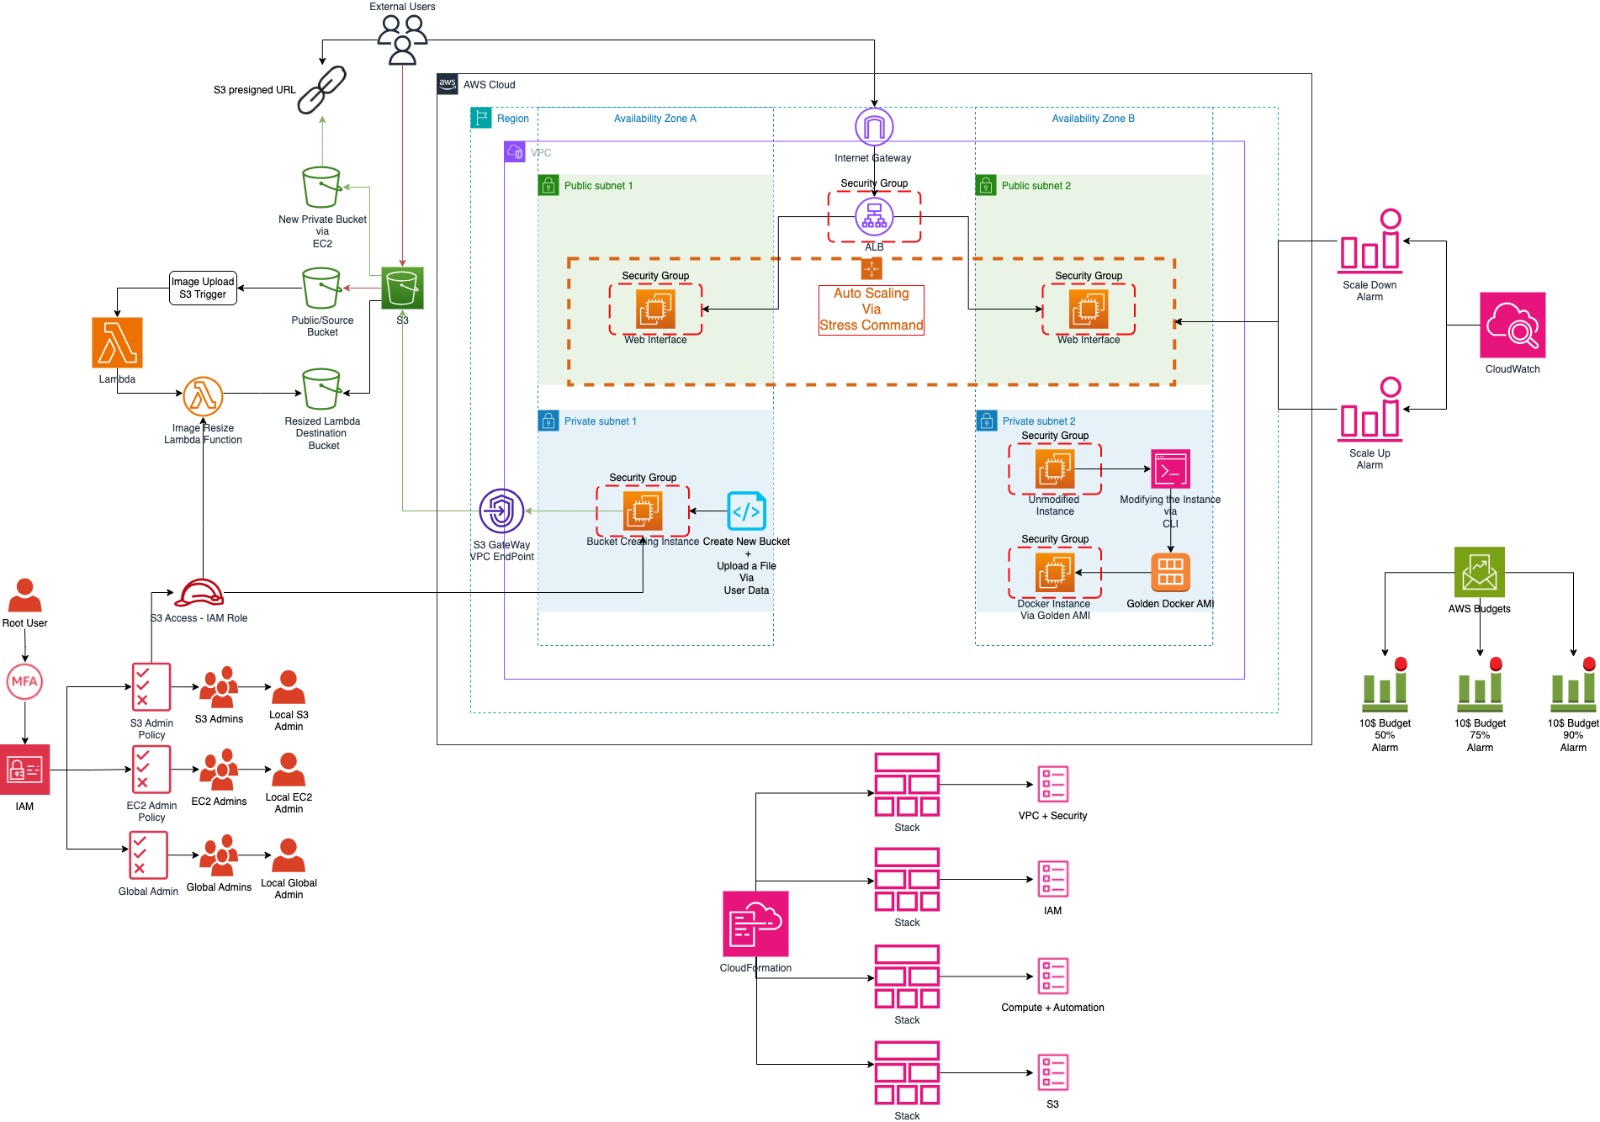 External Users
S3 presigned URL
aws
AWS Cloud
Region
Availability Zone A
Availability Zone B
Internet Gateway
VPC
Public subnet 1
Security Group
Public subnet 2
ALB
New Private Bucket
via
EC2
Image Upload
S3 Trigger
Public/Source
Bucket
S3
Lambda
Image Resize
Lambda Function
Resized Lambda
Destination
Bucket
Security Group
Web Interface
Auto Scaling
Via
Stress Command
Security Group
Web Interface
Scale Down
Alarm
CloudWatch
Scale Up
Alarm
Private subnet 1
Security Group
Bucket Creating Instance
Create New Bucket
+
Upload a File
Via
User Data
S3 GateWay
VPC EndPoint
Private subnet 2
Security Group
Unmodified
Instance
Modifying the Instance
via
CLI
Security Group
Docker Instance
Via Golden AMI
Golden Docker AMI
AWS Budgets
10$ Budget
50%
Alarm
10$ Budget
75%
Alarm
10$ Budget
90%
Alarm
Root User
MFA
IAM
S3 Access - IAM Role
S3 Admin
Policy
S3 Admins
Local S3
Admin
EC2 Admin
Policy
EC2 Admins
Local EC2
Admin
Global Admin
Global Admins
Local Global
Admin
CloudFormation
Stack
VPC + Security
Stack
IAM
Stack
Compute + Automation
Stack
S3